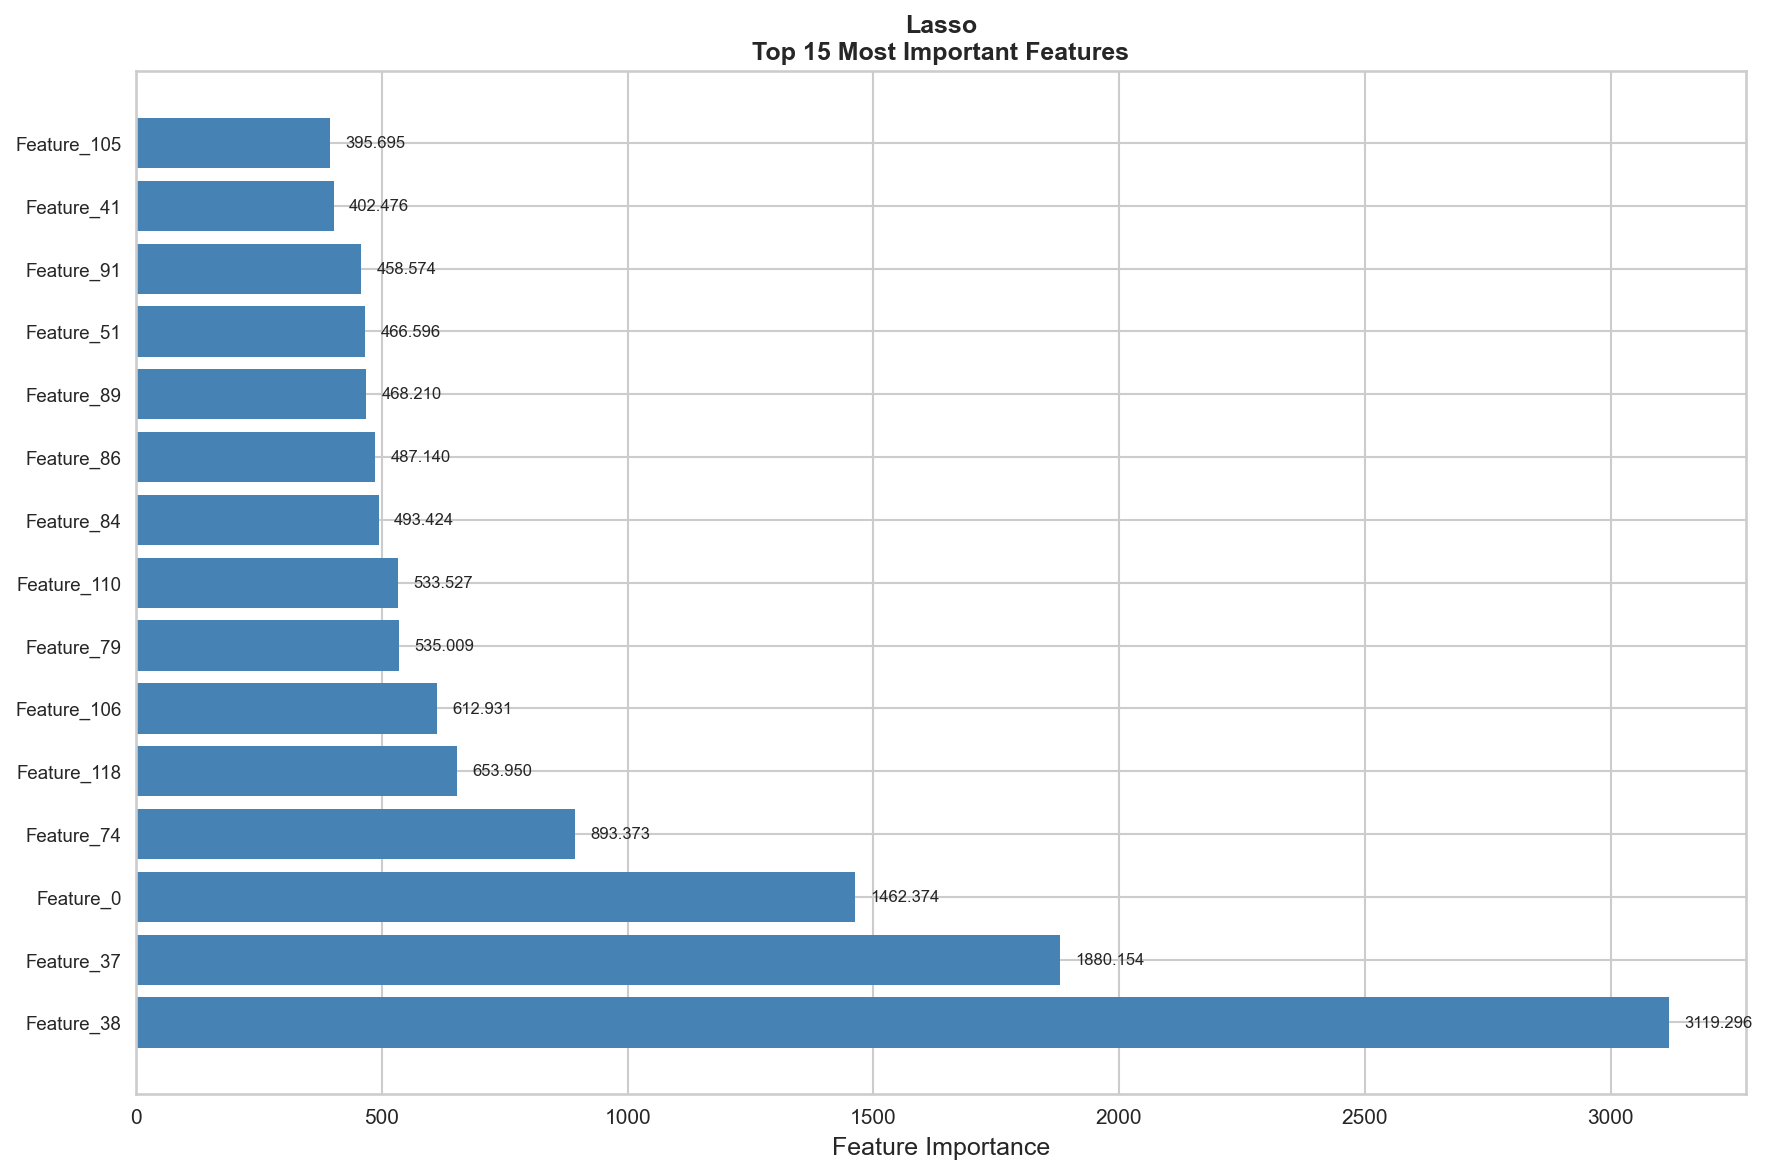 Lasso
Top 15 Most Important Features
Feature_105 395.695
Feature_41 402.476
Feature_91 458.574
Feature_51 466.596
Feature_89 468.210
Feature_86 487.140
Feature_84 493.424
Feature_110 533.527
Feature_79 535.009
Feature_106 612.931
Feature_118 653.950
Feature_74 893.373
Feature_0 1462.374
Feature_37 1880.154
Feature_38 3119.296
0 500 1000 1500 2000 2500 3000
Feature Importance